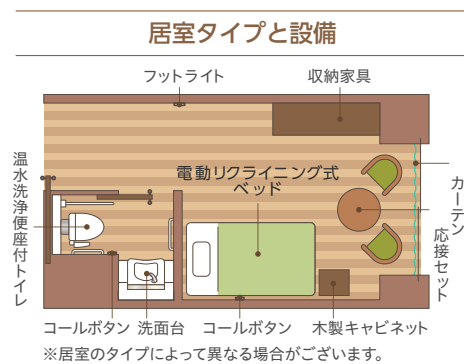 居室タイプと設備
フットライト
収納家具
温水洗浄便座付トイレ
電動リクライニング式
ベッド
カーテン
応接セット
コールボタン
洗面台
コールボタン
木製キャビネット
※居室のタイプによって異なる場合がございます。